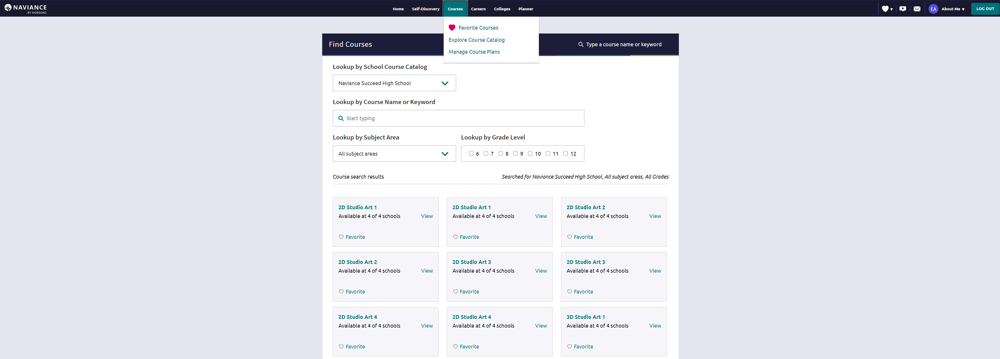 NAVIANCE
BY HOBSONS
Home Self-Discovery Courses Careers Colleges Planner
EA About Me LOG OUT
Favorite Courses
Explore Course Catalog
Manage Course Plans
Find Courses
Type a course name or keyword
Lookup by School Course Catalog
Naviance Succeed High School
Lookup by Course Name or Keyword
Start typing
Lookup by Subject Area
All subject areas
Lookup by Grade Level
6 7 8 9 10 11 12
Course search results
Searched for Naviance Succeed High School, All subject areas, All Grades
2D Studio Art 1
Available at 4 of 4 schools View
Favorite
2D Studio Art 1
Available at 4 of 4 schools View
Favorite
2D Studio Art 2
Available at 4 of 4 schools View
Favorite
2D Studio Art 2
Available at 4 of 4 schools View
Favorite
2D Studio Art 3
Available at 4 of 4 schools View
Favorite
2D Studio Art 3
Available at 4 of 4 schools View
Favorite
2D Studio Art 4
Available at 4 of 4 schools View
Favorite
2D Studio Art 4
Available at 4 of 4 schools View
Favorite
3D Studio Art 1
Available at 4 of 4 schools View
Favorite